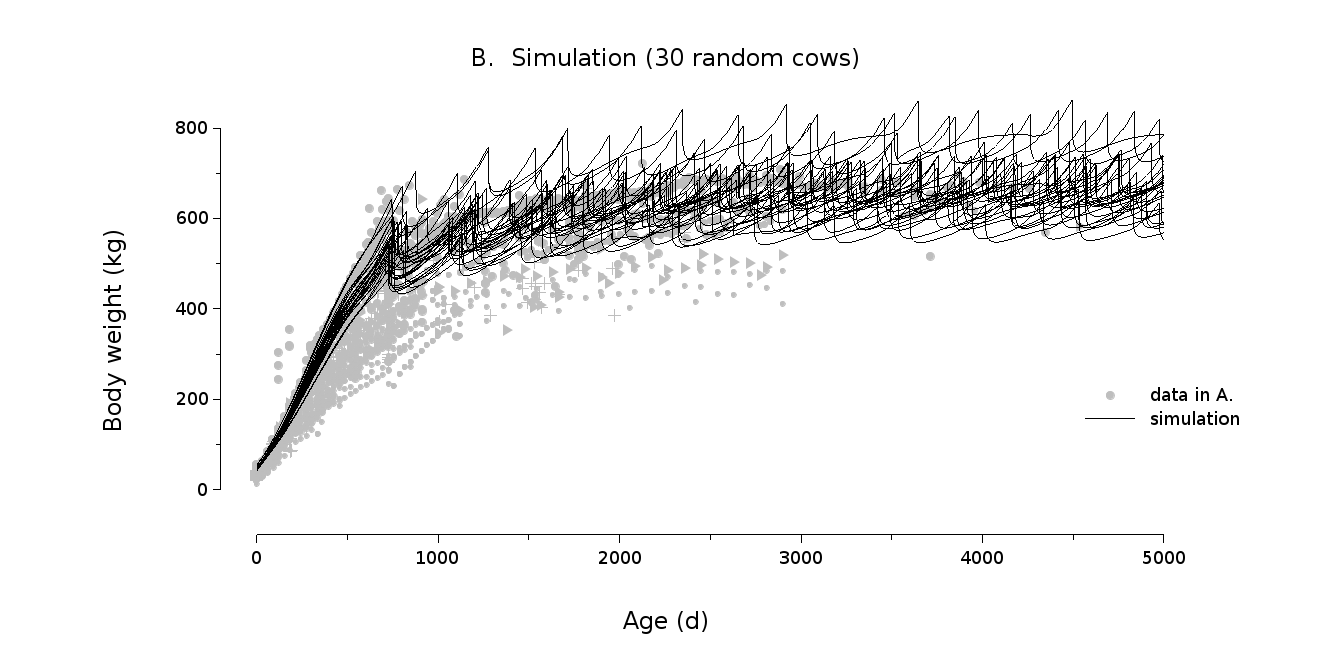 B.  Simulation (30 random cows)
800
600
400
200
0
Body weight (kg)
data in A.
simulation
0 1000 2000 3000 4000 5000
Age (d)